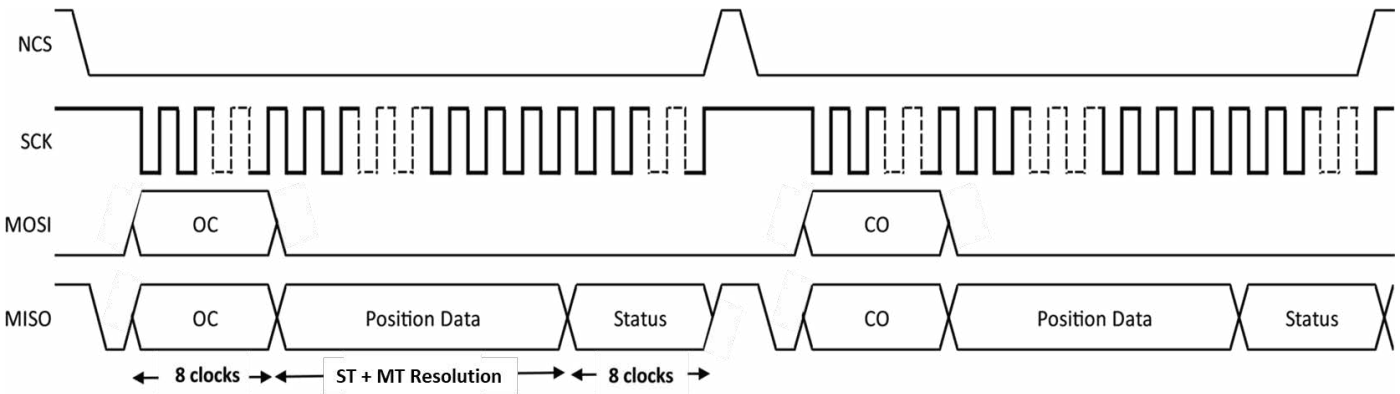 NCS
SCK
MOSI OC CO
MISO OC Position Data Status CO Position Data Status
8 clocks ST + MT Resolution 8 clocks